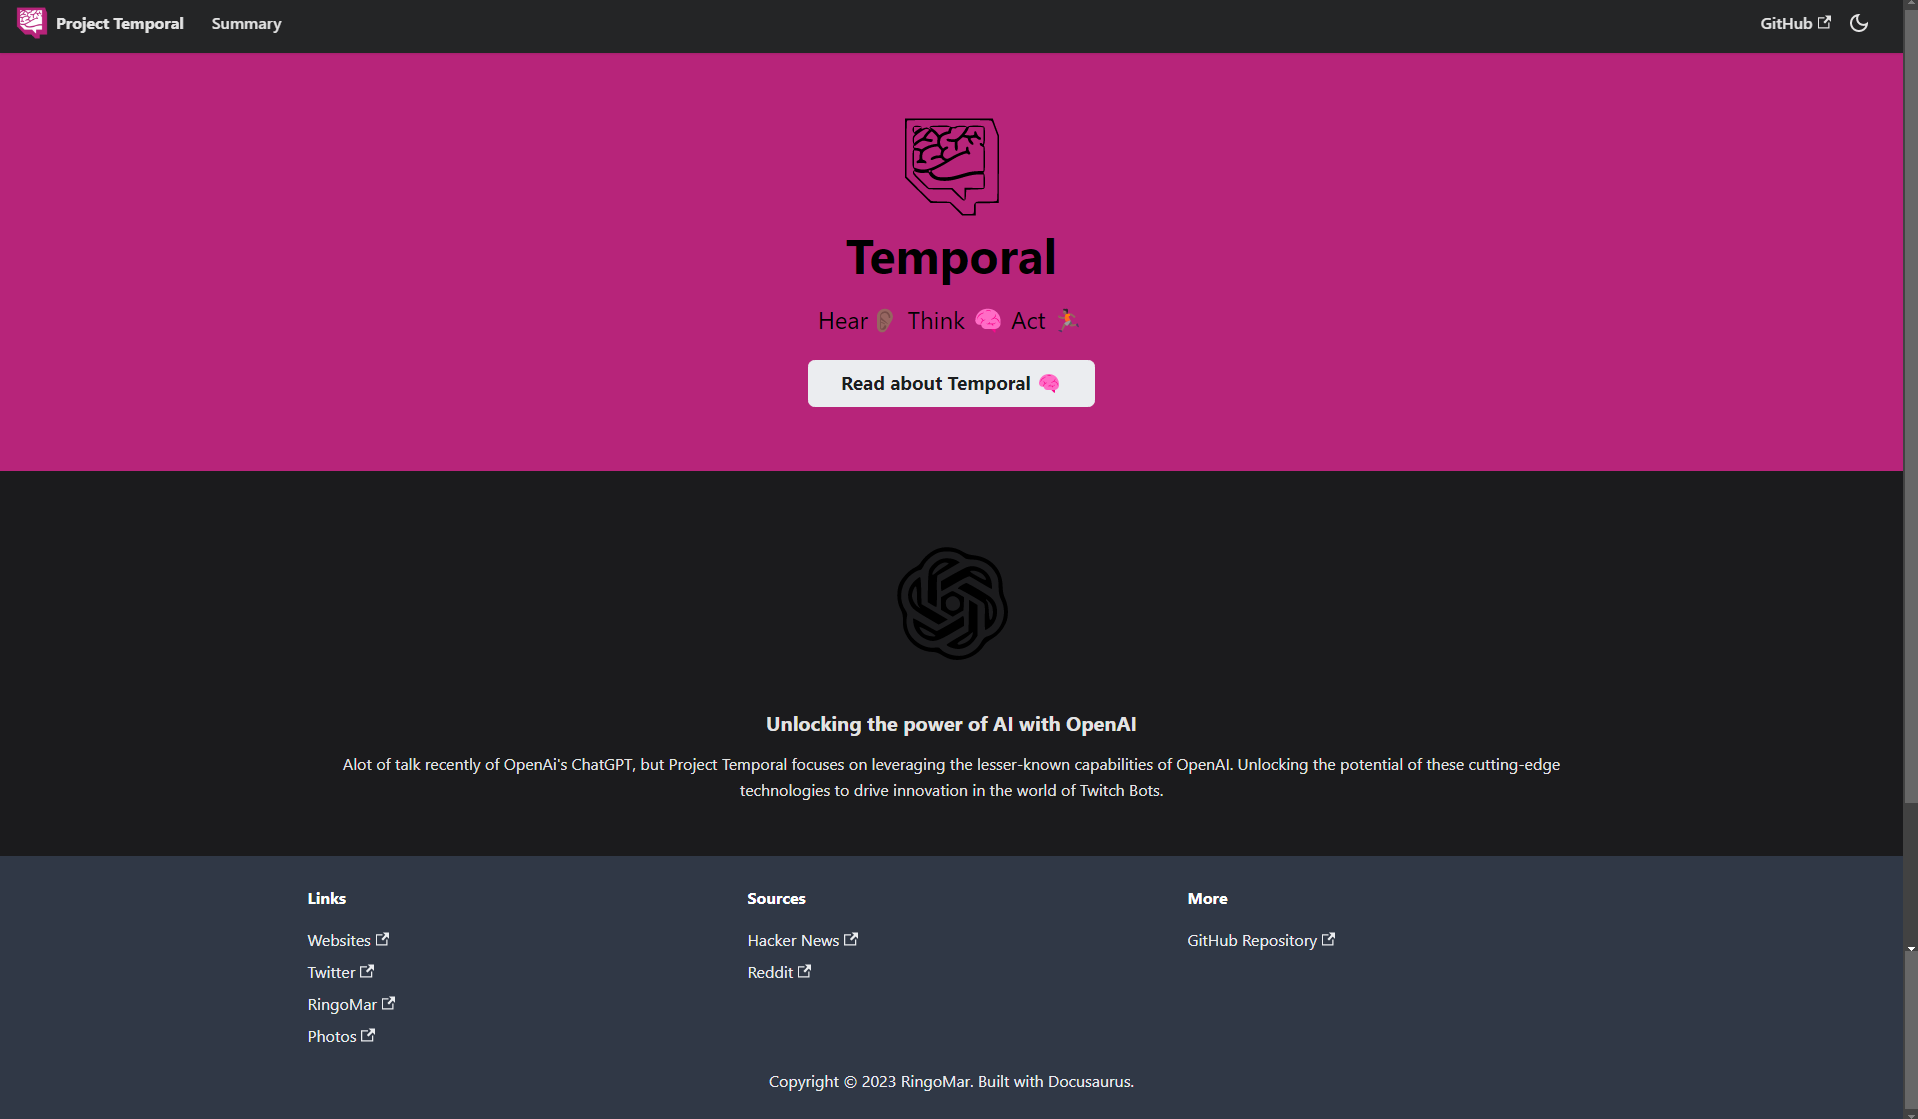 Project Temporal Summary GitHub
Temporal
Hear👂🏾 Think 🧠 Act 🏃🏾
Read about Temporal 🧠
Unlocking the power of AI with OpenAI
Alot of talk recently of OpenAi's ChatGPT, but Project Temporal focuses on leveraging the lesser-known capabilities of OpenAI. Unlocking the potential of these cutting-edge
technologies to drive innovation in the world of Twitch Bots.
Links
Websites
Twitter
RingoMar
Photos
Sources
Hacker News
Reddit
More
GitHub Repository
Copyright © 2023 RingoMar. Built with Docusaurus.